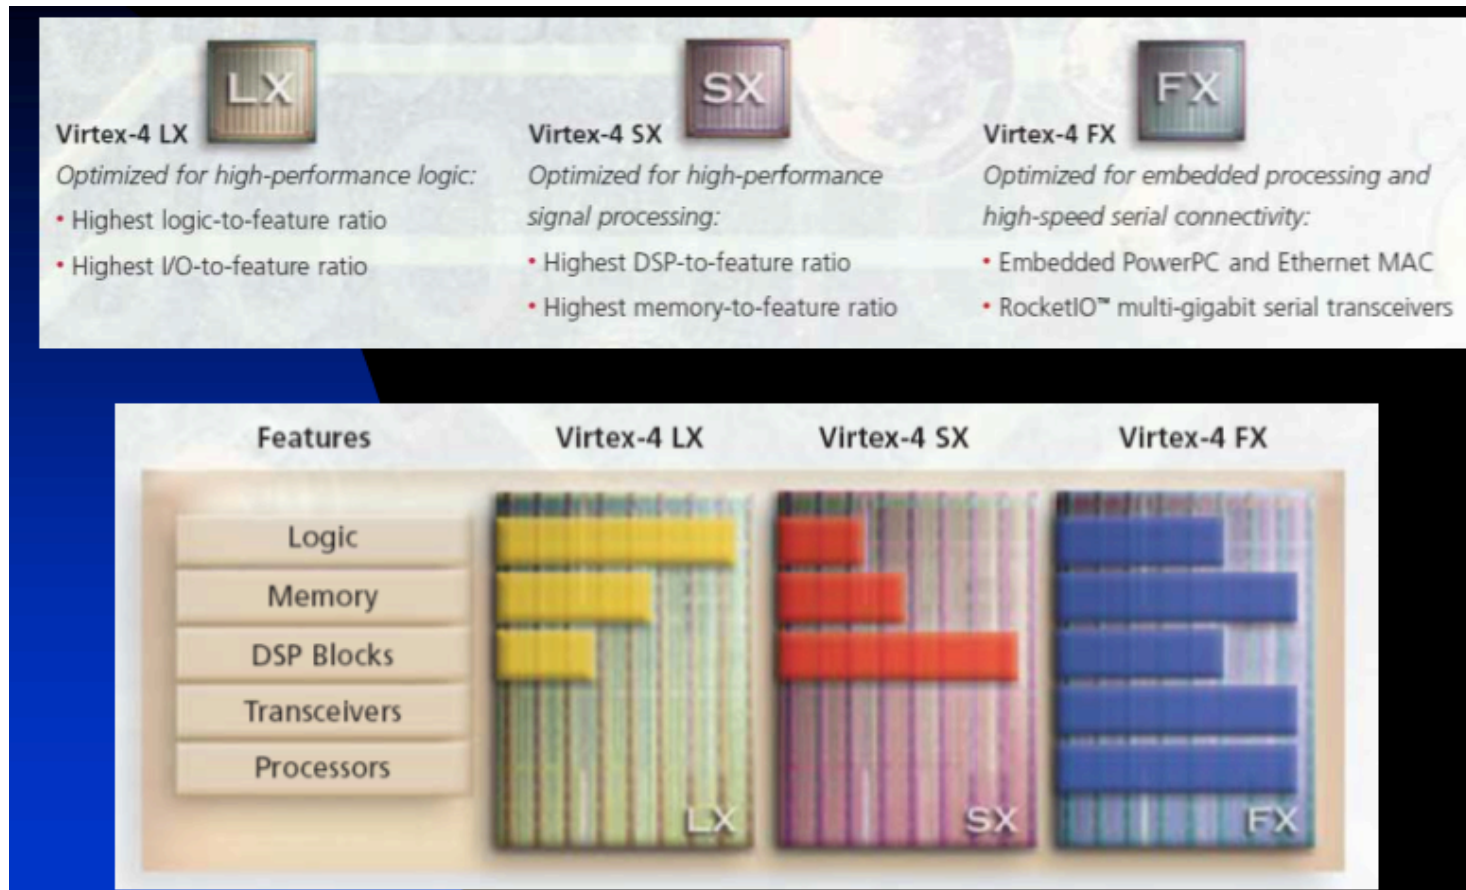 LX
Virtex-4 LX
Optimized for high-performance logic:
• Highest logic-to-feature ratio
• Highest I/O-to-feature ratio
SX
Virtex-4 SX
Optimized for high-performance
signal processing:
• Highest DSP-to-feature ratio
• Highest memory-to-feature ratio
FX
Virtex-4 FX
Optimized for embedded processing and
high-speed serial connectivity:
• Embedded PowerPC and Ethernet MAC
• RocketIO™ multi-gigabit serial transceivers
Features Virtex-4 LX Virtex-4 SX Virtex-4 FX
Logic
Memory
DSP Blocks
Transceivers
Processors
LX SX FX